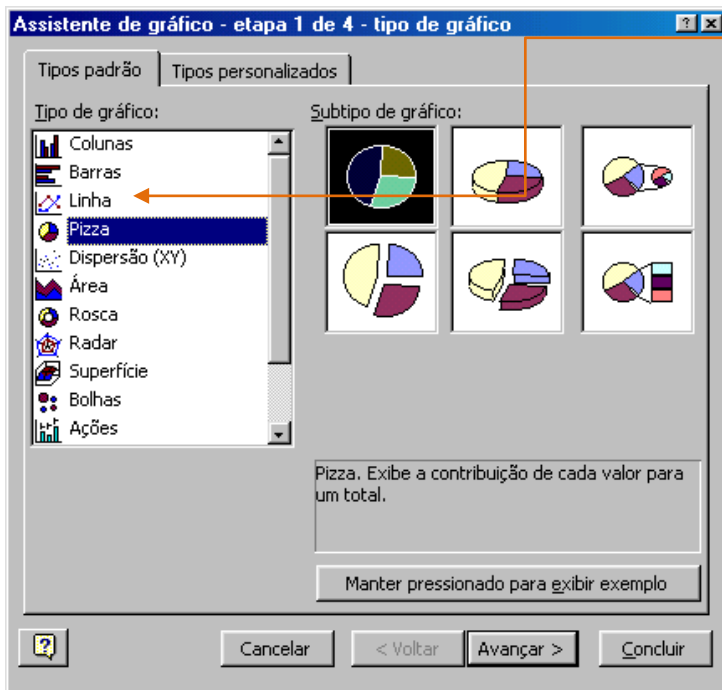 Assistente de gráfico - etapa 1 de 4 - tipo de gráfico
Tipos padrão
Tipos personalizados
Tipo de gráfico:
Colunas
Barras
Linha
Pizza
Dispersão (XY)
Área
Rosca
Radar
Superfície
Bolhas
Ações
Subtipo de gráfico:
Pizza. Exibe a contribuição de cada valor para
um total.
Manter pressionado para exibir exemplo
Cancelar
< Voltar
Avançar >
Concluir